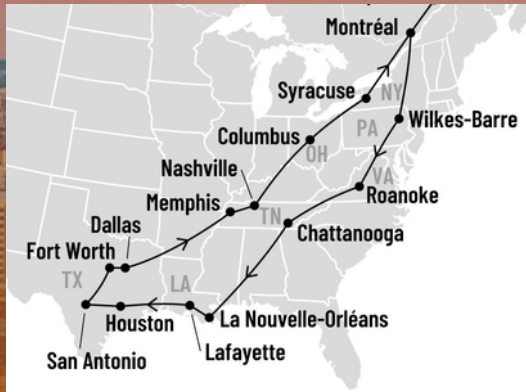 Montréal
Syracuse
NY
Wilkes-Barre
PA
Columbus
OH
Nashville
VA
Roanoke
Memphis
TN
Chattanooga
Dallas
Fort Worth
TX
LA
Houston
La Nouvelle-Orléans
Lafayette
San Antonio